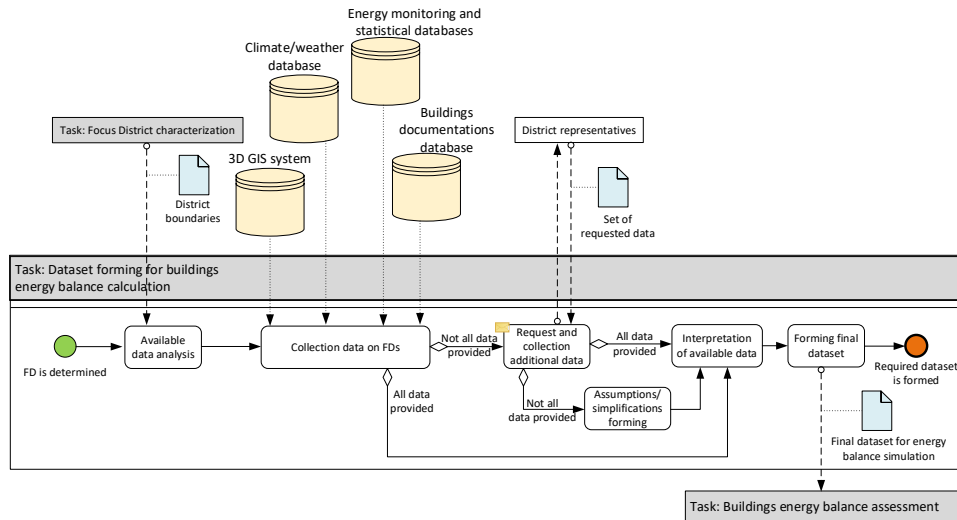 Energy monitoring and
statistical databases
Climate/weather
database
Buildings
documentations
database
Task: Focus District characterization
District representatives
3D GIS system
District
boundaries
Set of
requested data
Task: Dataset forming for buildings
energy balance calculation
Available
data analysis
Collection data on FDs
Not all data
provided
Request and
collection
additional data
All data
provided
Interpretation
of available data
Forming final
dataset
FD is determined
Required dataset
is formed
All data
provided
Not all
data provided
Assumptions/
simplifications
forming
Final dataset for energy
balance simulation
Task: Buildings energy balance assessment